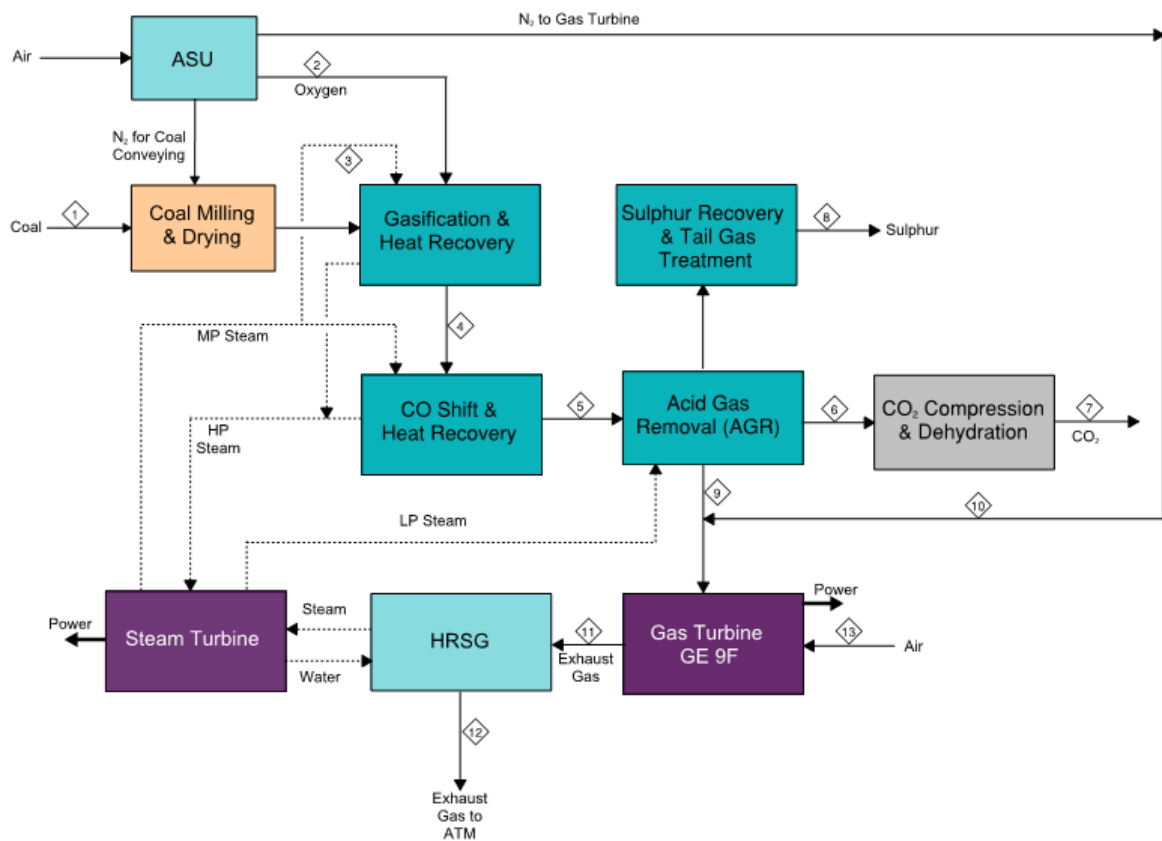 N₂ to Gas Turbine
Air
ASU
2
Oxygen
N₂ for Coal
Conveying
3
Coal
1
Coal Milling
& Drying
Gasification &
Heat Recovery
Sulphur Recovery
& Tail Gas
Treatment
8
Sulphur
4
MP Steam
CO Shift &
Heat Recovery
5
Acid Gas
Removal (AGR)
6
CO₂ Compression
& Dehydration
7
CO₂
HP
Steam
9
10
LP Steam
Power
Steam Turbine
Steam
Water
HRSG
11
Exhaust
Gas
Gas Turbine
GE 9F
Power
13
Air
12
Exhaust
Gas to
ATM